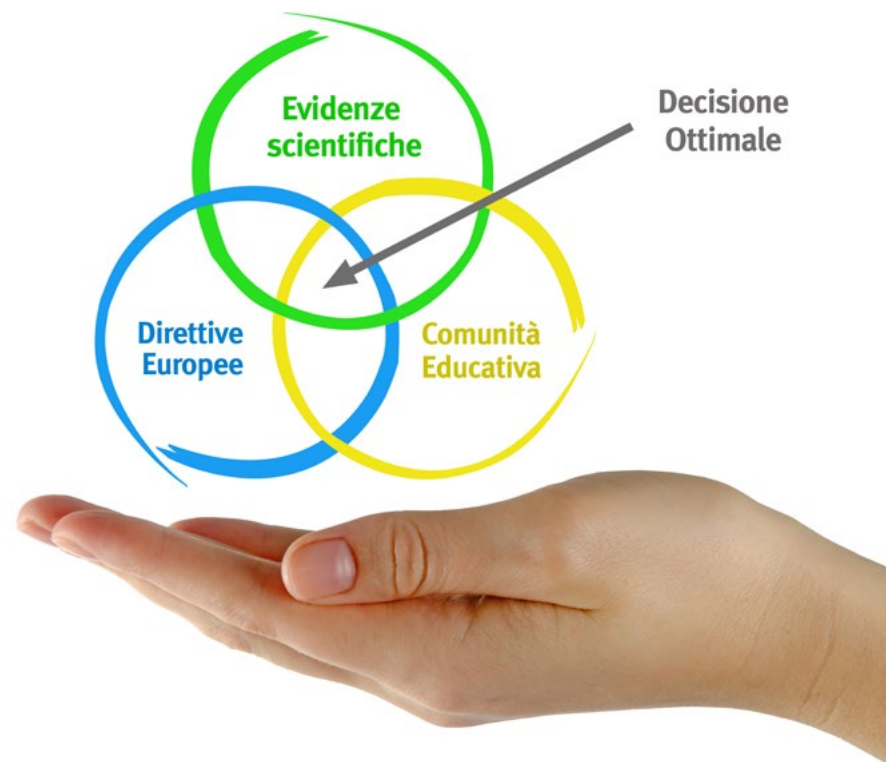 Evidenze
scientifiche
Decisione
Ottimale
Direttive
Europee
Comunità
Educativa